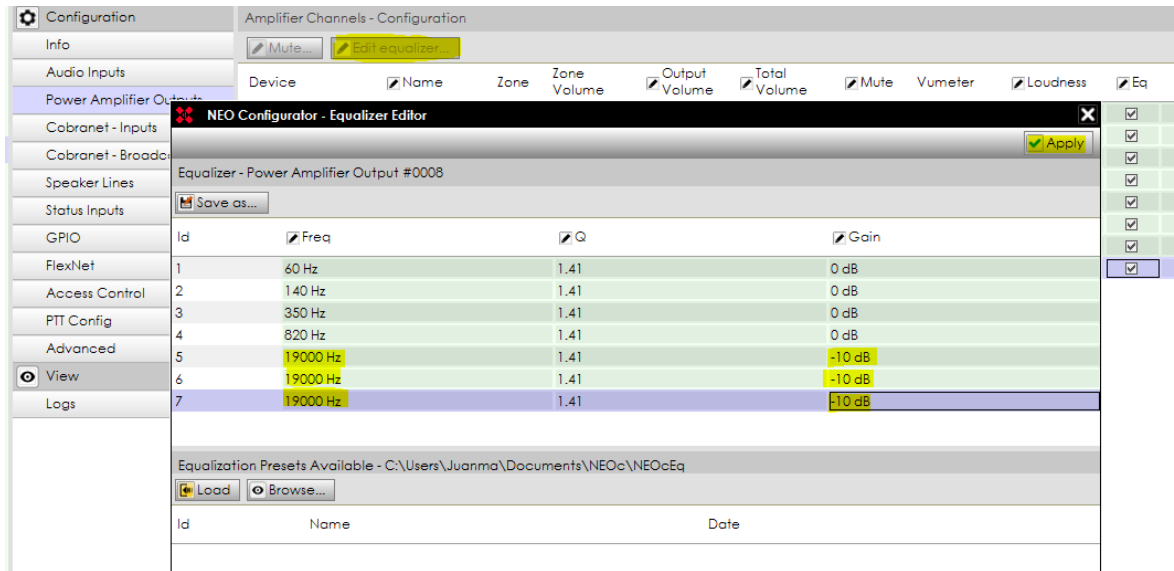 Configuration
Amplifier Channels - Configuration
Info
Mute...
Edit equalizer...
Audio Inputs
Device Name Zone Zone Volume Output Volume Total Volume Mute Vumeter Loudness Eq
Power Amplifier Outputs
NEO Configurator - Equalizer Editor
Cobranet - Inputs
Apply
Cobranet - Broadc
Equalizer - Power Amplifier Output #0008
Speaker Lines
Save as...
Status Inputs
GPIO
Id Freq Q Gain
FlexNet
1 60 Hz 1.41 0 dB
Access Control
2 140 Hz 1.41 0 dB
PTT Config
3 350 Hz 1.41 0 dB
4 820 Hz 1.41 0 dB
Advanced
5 19000 Hz 1.41 -10 dB
View
6 19000 Hz 1.41 -10 dB
Logs
7 19000 Hz 1.41 -10 dB
Equalization Presets Available - C:\Users\Juanma\Documents\NEOc\NEOcEq
Load Browse...
Id Name Date